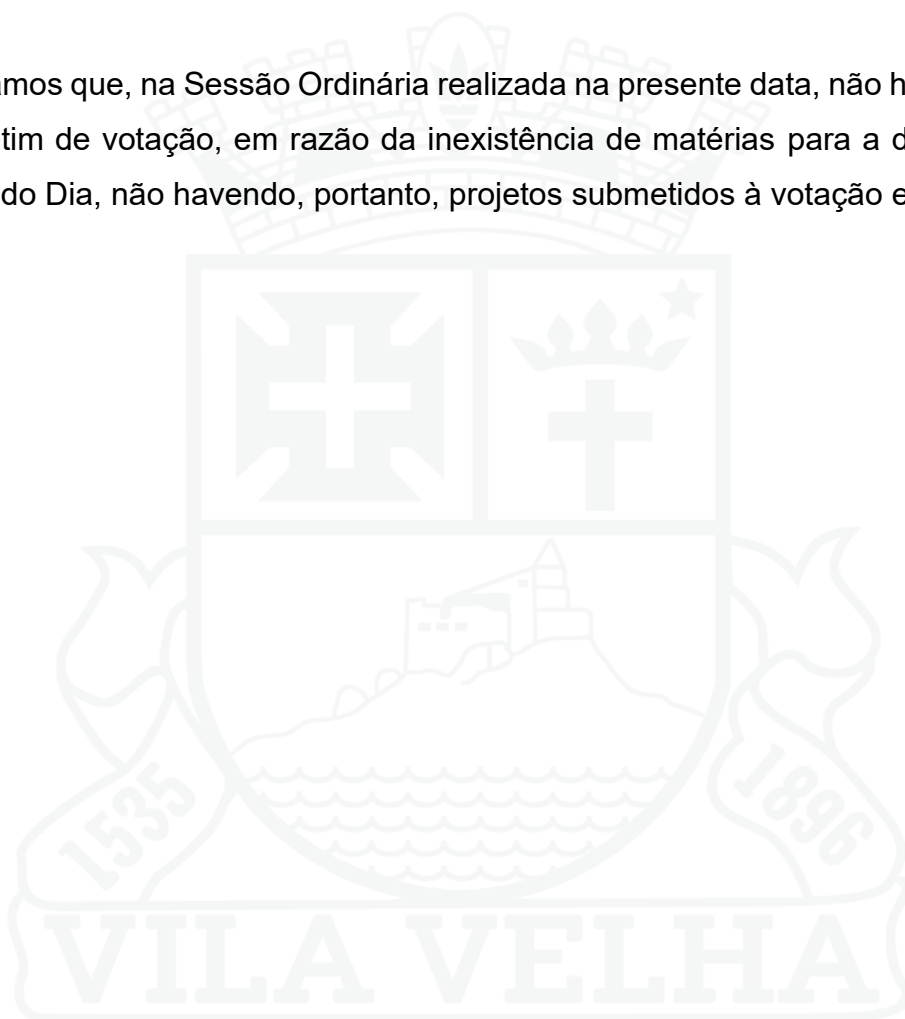 amos que, na Sessão Ordinária realizada na presente data, não h
tim de votação, em razão da inexistência de matérias para a d
do Dia, não havendo, portanto, projetos submetidos à votação e
1535
1896
VILA VELHA